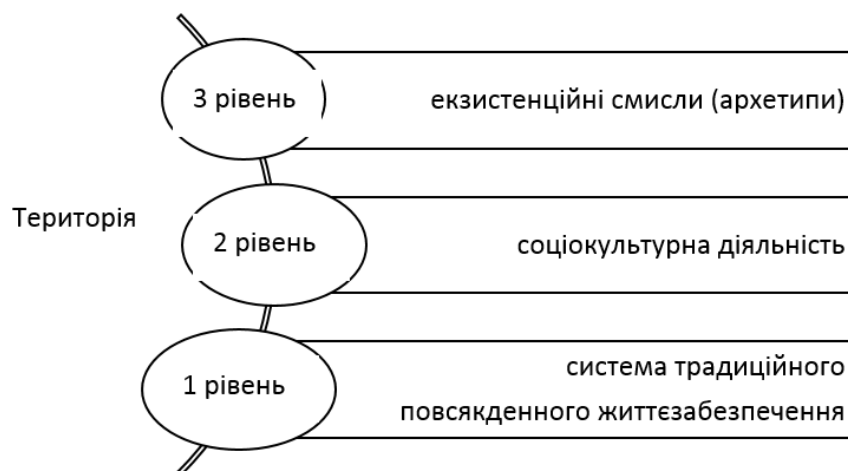 3 рівень
екзистенційні смисли (архетипи)
Територія
2 рівень
соціокультурна діяльність
1 рівень
система традиційного
повсякденного життєзабезпечення